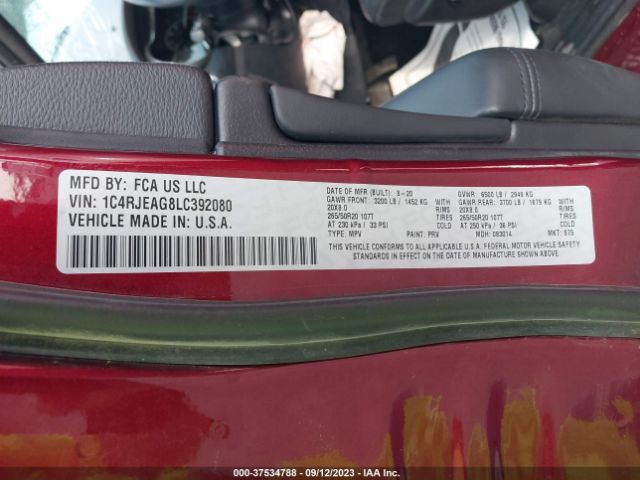 MFD BY: FCA US LLC
VIN: 1C4RJEAG8LC392080
VEHICLE MADE IN U.S.A.
DATE OF MFR (BUILT): 8-20
GVWR: 6500 LB / 2948 KG
GAWR FRONT: 3200 LB / 1452 KG WITH
GAWR REAR: 3700 LB / 1679 KG WITH
20X8.0 RIMS
20X8.0 RIMS
265/50R20 107T
265/50R20 107T
AT 230 kPa / 33 PSI COLD
AT 250 kPa / 36 PSI COLD
TYPE: MPV PAINT: PRV MDH: 083014 MKT: 875
THIS VEHICLE CONFORMS TO ALL APPLICABLE U.S.A. FEDERAL MOTOR VEHICLE SAFETY
STANDARDS IN EFFECT ON THE DATE OF MANUFACTURE SHOWN ABOVE.
000-37534788 - 09/12/2023 - IAA Inc.